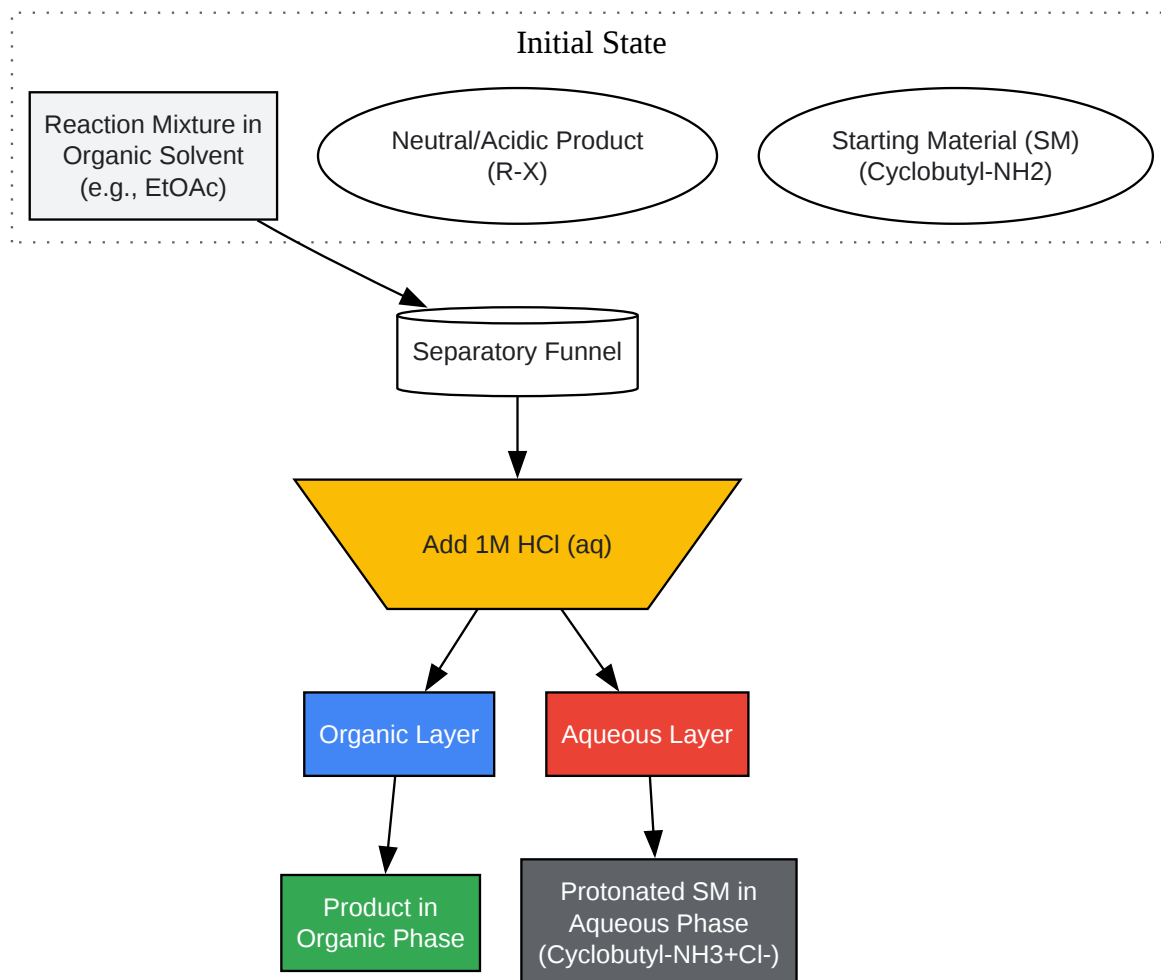 Initial State
Reaction Mixture in
Organic Solvent
(e.g., EtOAc)
Neutral/Acidic Product
(R-X)
Starting Material (SM)
(Cyclobutyl-NH2)
Separatory Funnel
Add 1M HCl (aq)
Organic Layer
Aqueous Layer
Product in
Organic Phase
Protonated SM in
Aqueous Phase
(Cyclobutyl-NH3+Cl-)